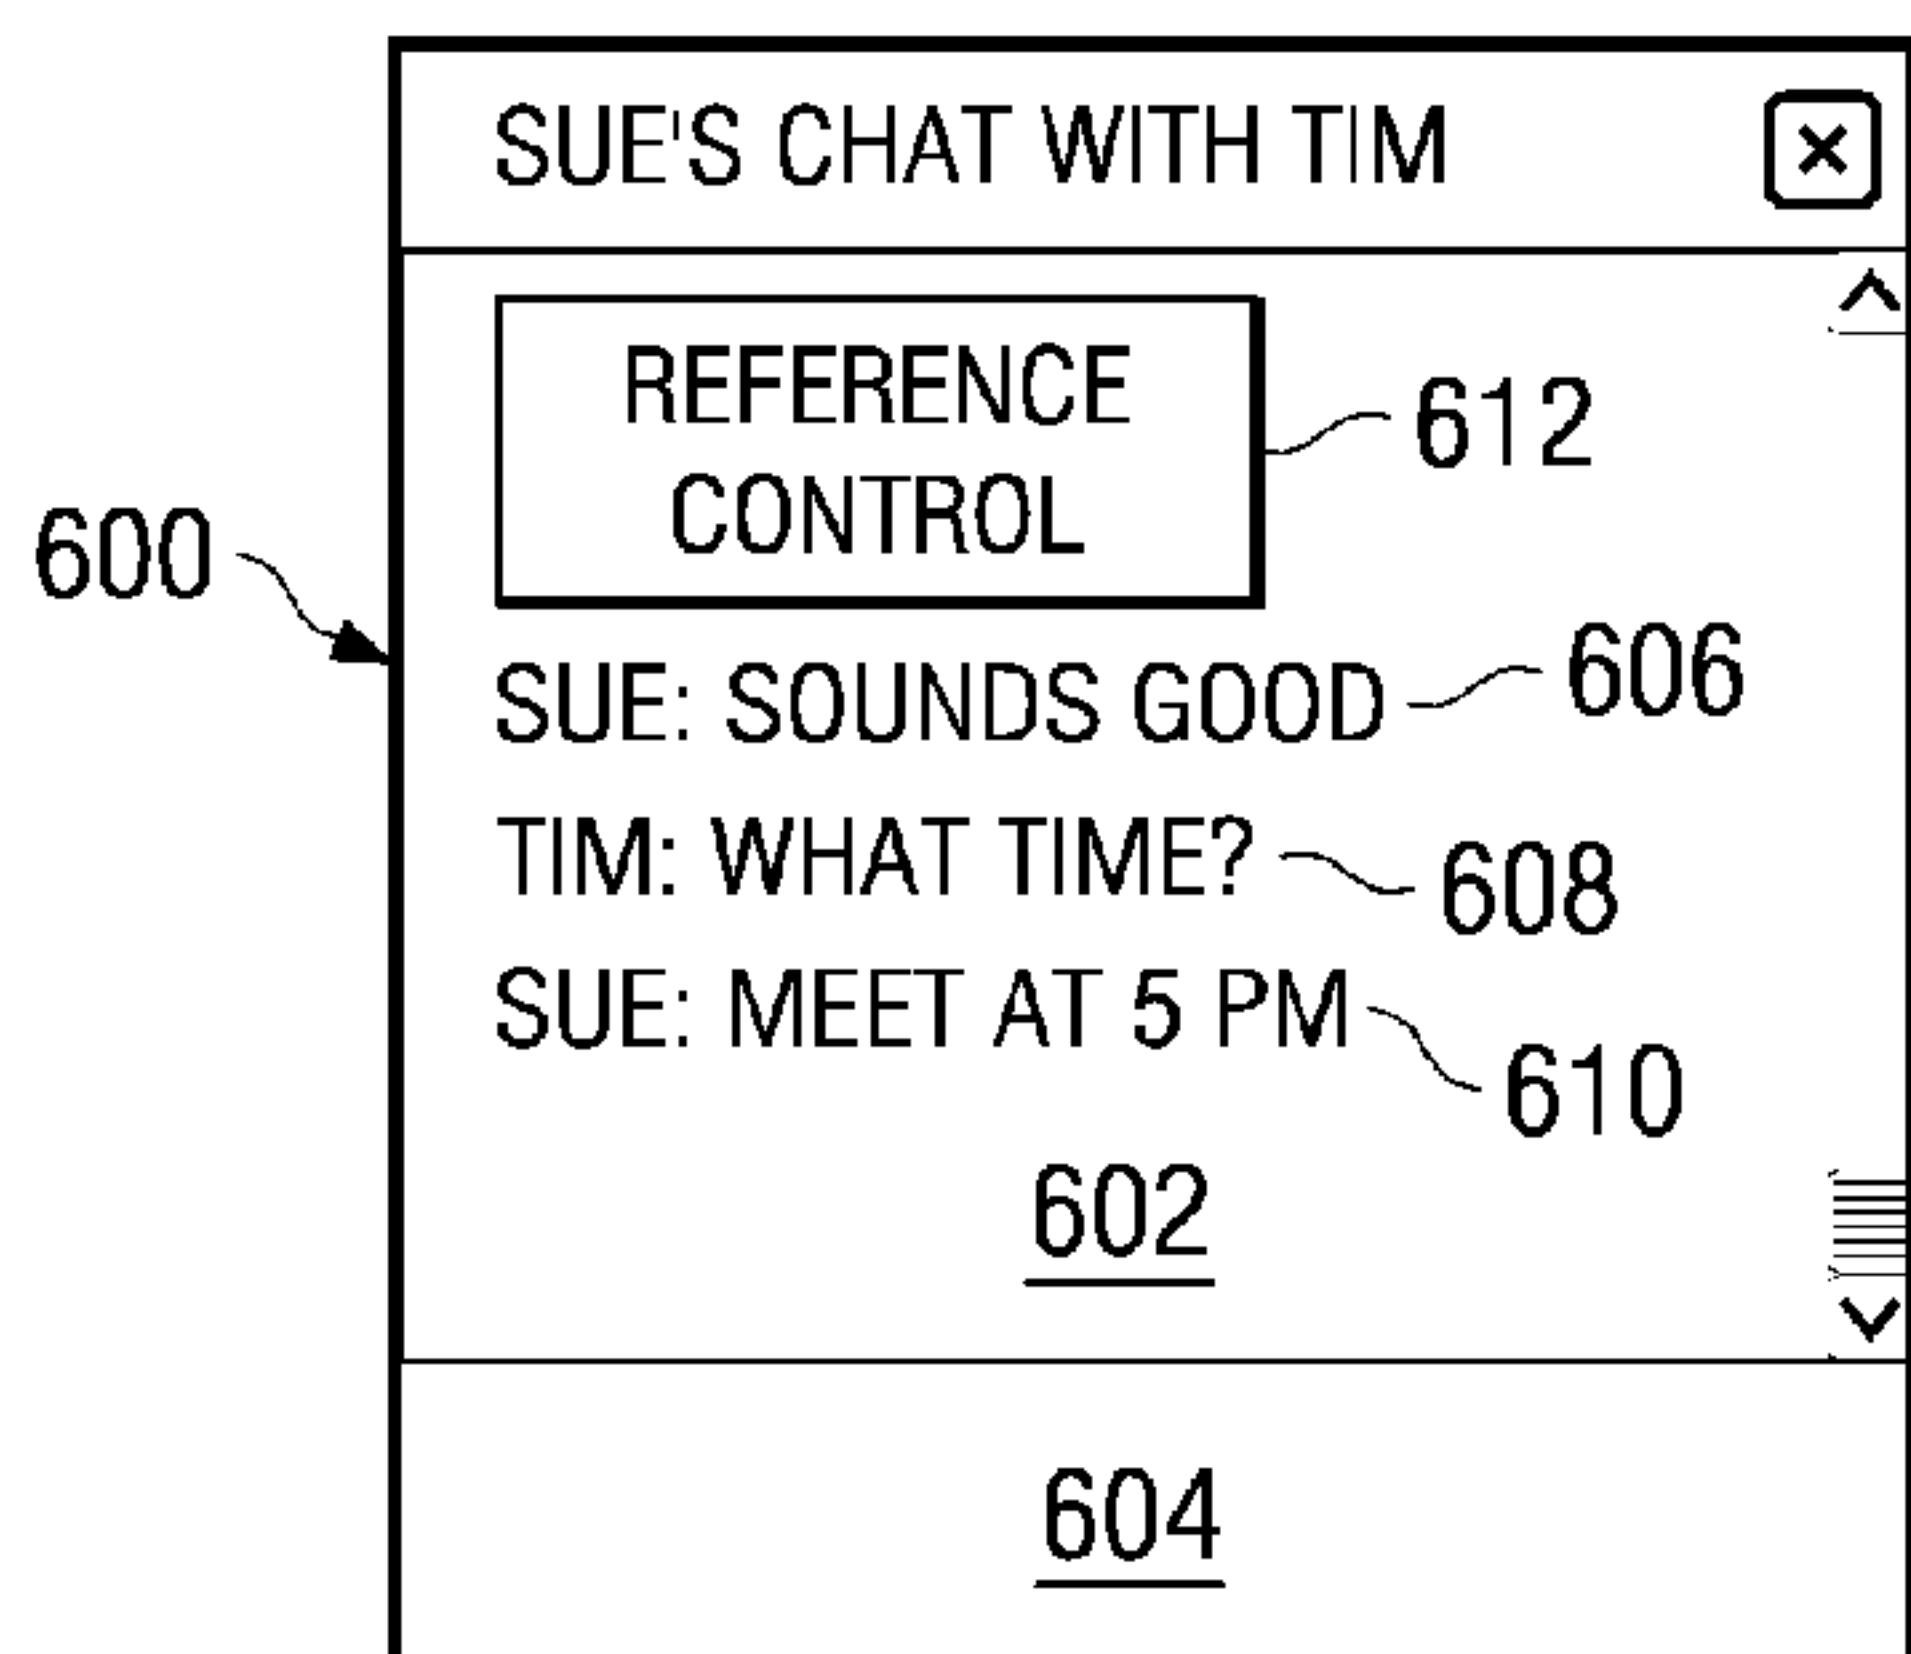 SUE'S CHAT WITH TIM
REFERENCE
CONTROL
612
600
SUE: SOUNDS GOOD
606
TIM: WHAT TIME?
608
SUE: MEET AT 5 PM
610
602
604